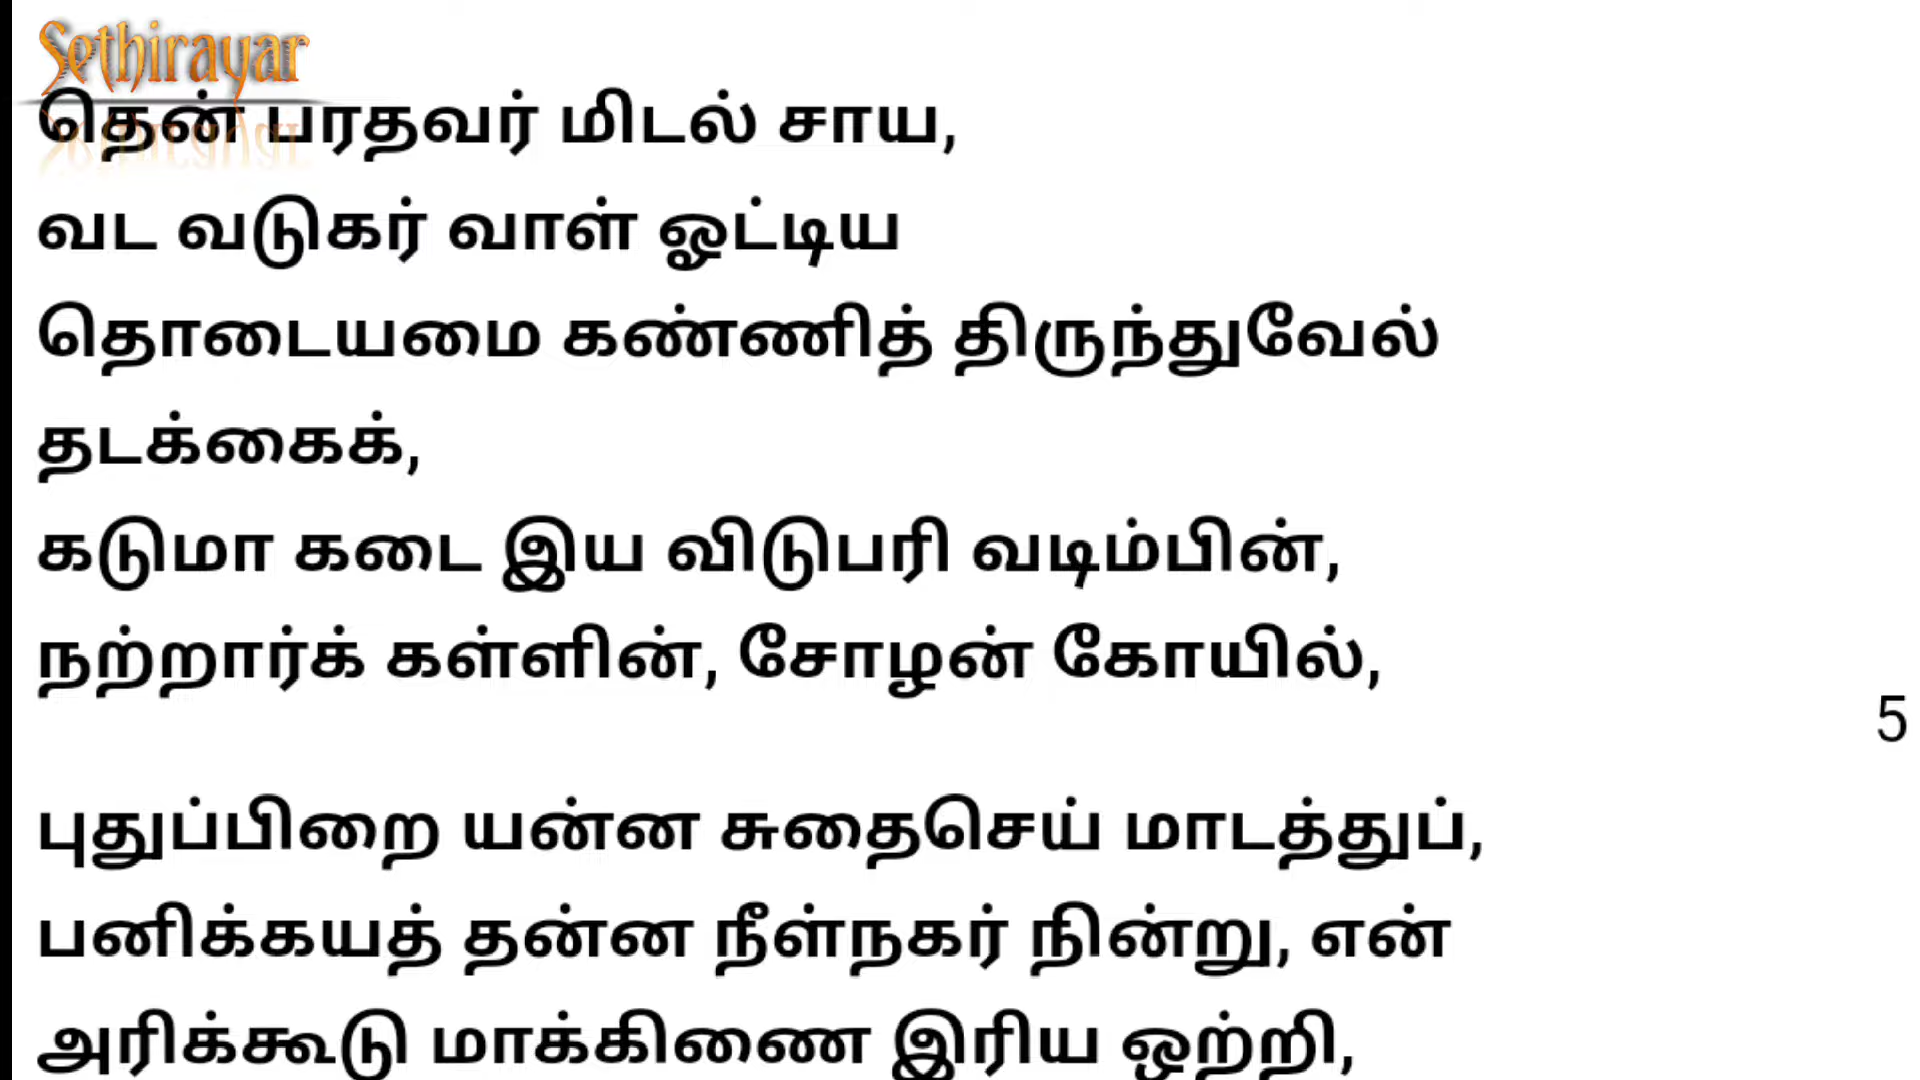 Sethirayar
தென் பரதவர் மிடல் சாய,
வட வடுகர் வாள் ஓட்டிய
தொடையமை கண்ணித் திருந்துவேல்
தடக்கைக்,
கடுமா கடை இய விடுபரி வடிம்பின்,
நற்றார்க் கள்ளின், சோழன் கோயில்,
5
புதுப்பிறை யன்ன சுதைசெய் மாடத்துப்,
பனிக்கயத் தன்ன நீள்நகர் நின்று, என்
அரிக்கூடு மாக்கிணை இரிய ஒற்றி,